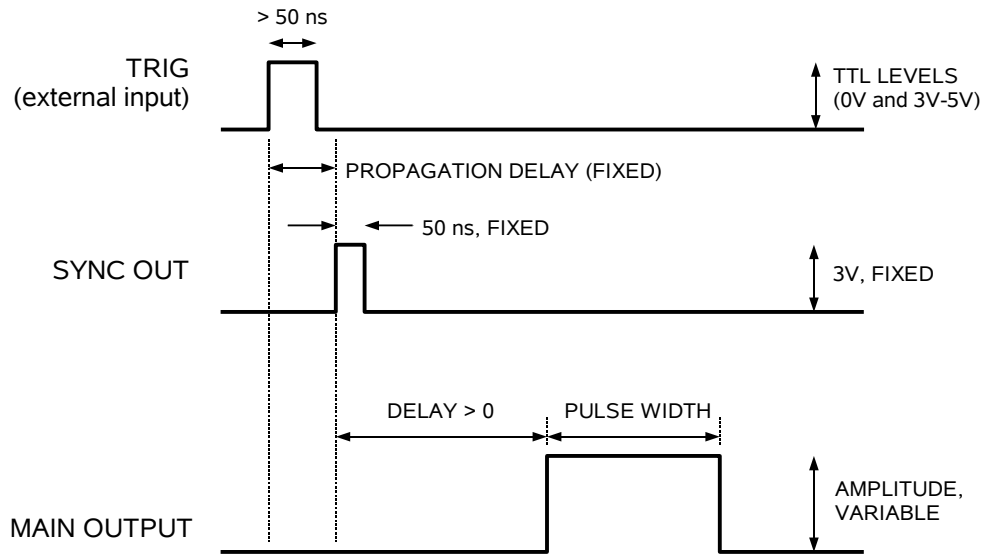 > 50 ns
TRIG
(external input)
TTL LEVELS
(0V and 3V-5V)
PROPAGATION DELAY (FIXED)
50 ns, FIXED
SYNC OUT
3V, FIXED
DELAY > 0
PULSE WIDTH
MAIN OUTPUT
AMPLITUDE,
VARIABLE